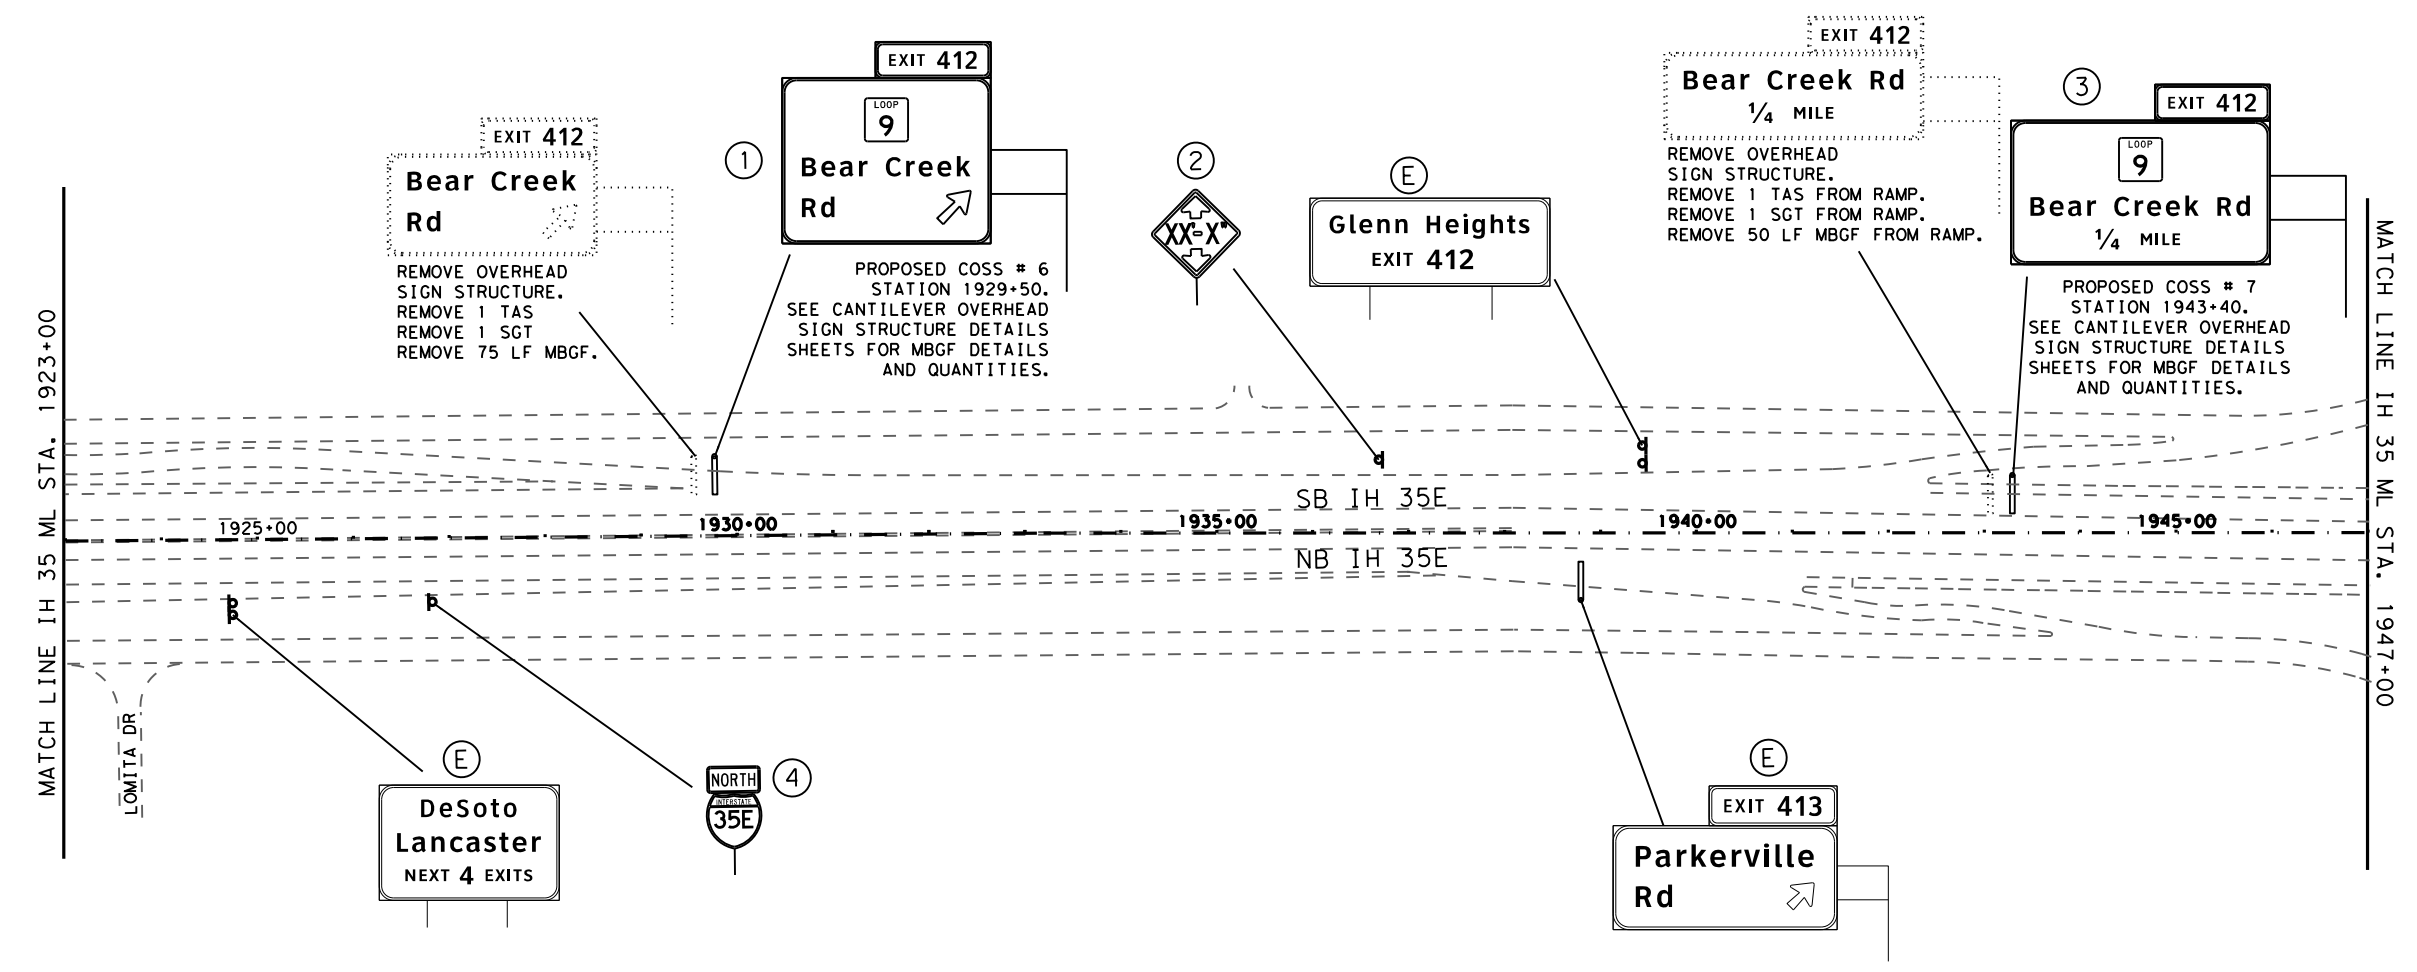 EXIT 412
Bear Creek
Rd
REMOVE OVERHEAD
SIGN STRUCTURE.
REMOVE 1 TAS
REMOVE 1 SGT
REMOVE 75 LF MBGF.
1
EXIT 412
LOOP
9
Bear Creek
Rd
PROPOSED COSS # 6
STATION 1929+50.
SEE CANTILEVER OVERHEAD
SIGN STRUCTURE DETAILS
SHEETS FOR MBGF DETAILS
AND QUANTITIES.
2
XX'-X"
E
Glenn Heights
EXIT 412
EXIT 412
Bear Creek Rd
1/4 MILE
REMOVE OVERHEAD
SIGN STRUCTURE.
REMOVE 1 TAS FROM RAMP.
REMOVE 1 SGT FROM RAMP.
REMOVE 50 LF MBGF FROM RAMP.
3
EXIT 412
LOOP
9
Bear Creek Rd
1/4 MILE
PROPOSED COSS # 7
STATION 1943+40.
SEE CANTILEVER OVERHEAD
SIGN STRUCTURE DETAILS
SHEETS FOR MBGF DETAILS
AND QUANTITIES.
MATCH LINE IH 35 ML STA. 1923+00
MATCH LINE IH 35 ML STA. 1947+00
SB IH 35E
1925+00
1930+00
1935+00
1940+00
1945+00
NB IH 35E
LOMITA DR
E
DeSoto
Lancaster
NEXT 4 EXITS
NORTH
INTERSTATE
35E
4
E
EXIT 413
Parkerville
Rd